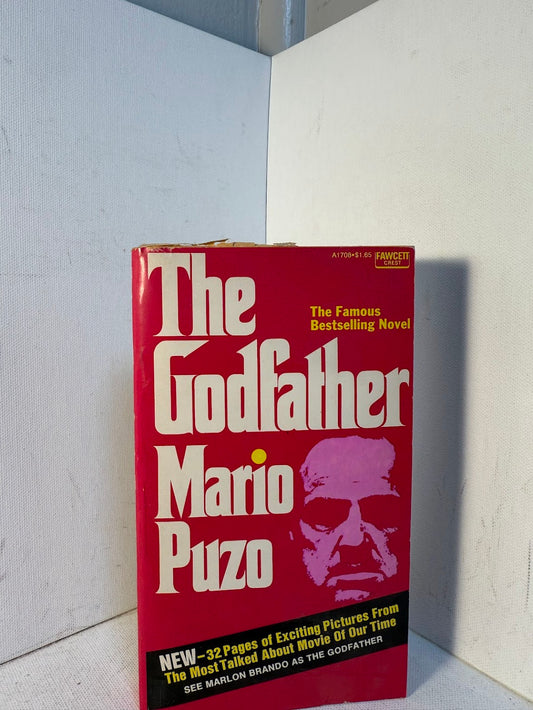 A1708•$1.65 FAWCETT
CREST
The
The Famous
Bestselling Novel
Godfather
Mario
Puzo
NEW–32 Pages of Exciting Pictures From
The Most Talked About Movie Of Our Time
SEE MARLON BRANDO AS THE GODFATHER